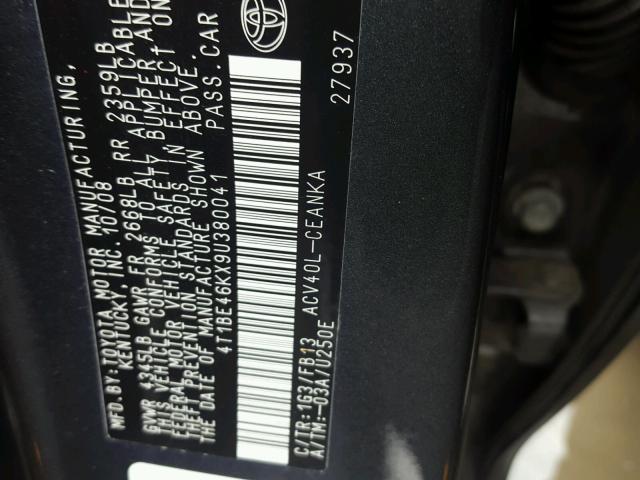 MFD.BY:TOYOTA MOTOR MANUFACTURING,
KENTUCKY, INC. 10/08
GVWR 4345LB GAWR FR 2668LB RR 2359LB
THIS VEHICLE CONFORMS TO ALL APPLICABLE
FEDERAL MOTOR VEHICLE SAFETY, BUMPER, AND
THEFT PREVENTION STANDARDS IN EFFECT ON
THE DATE OF MANUFACTURE SHOWN ABOVE.
4T1BE46KX9U380041 PASS.CAR
C/TR:1G3/FB13 ACV40L-CEANKA
A/TM:-03A/U250E 27937